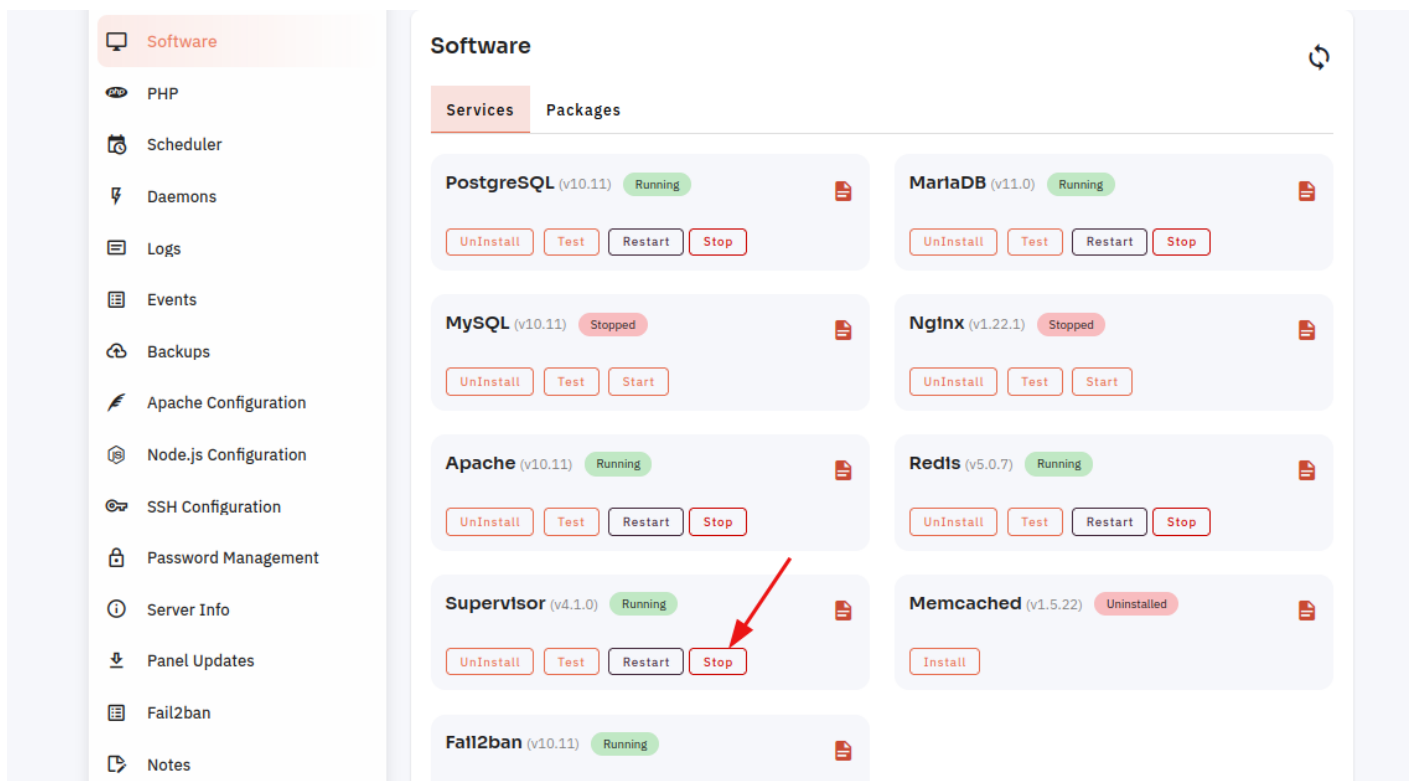 Software
PHP
Scheduler
Daemons
Logs
Events
Backups
Apache Configuration
Node.js Configuration
SSH Configuration
Password Management
Server Info
Panel Updates
Fail2ban
Notes
Software
Services Packages
PostgreSQL (v10.11) Running
UnInstall Test Restart Stop
MariaDB (v11.0) Running
UnInstall Test Restart Stop
MySQL (v10.11) Stopped
UnInstall Test Start
Nginx (v1.22.1) Stopped
UnInstall Test Start
Apache (v10.11) Running
UnInstall Test Restart Stop
Redis (v5.0.7) Running
UnInstall Test Restart Stop
Supervisor (v4.1.0) Running
UnInstall Test Restart Stop
Memcached (v1.5.22) Uninstalled
Install
Fail2ban (v10.11) Running